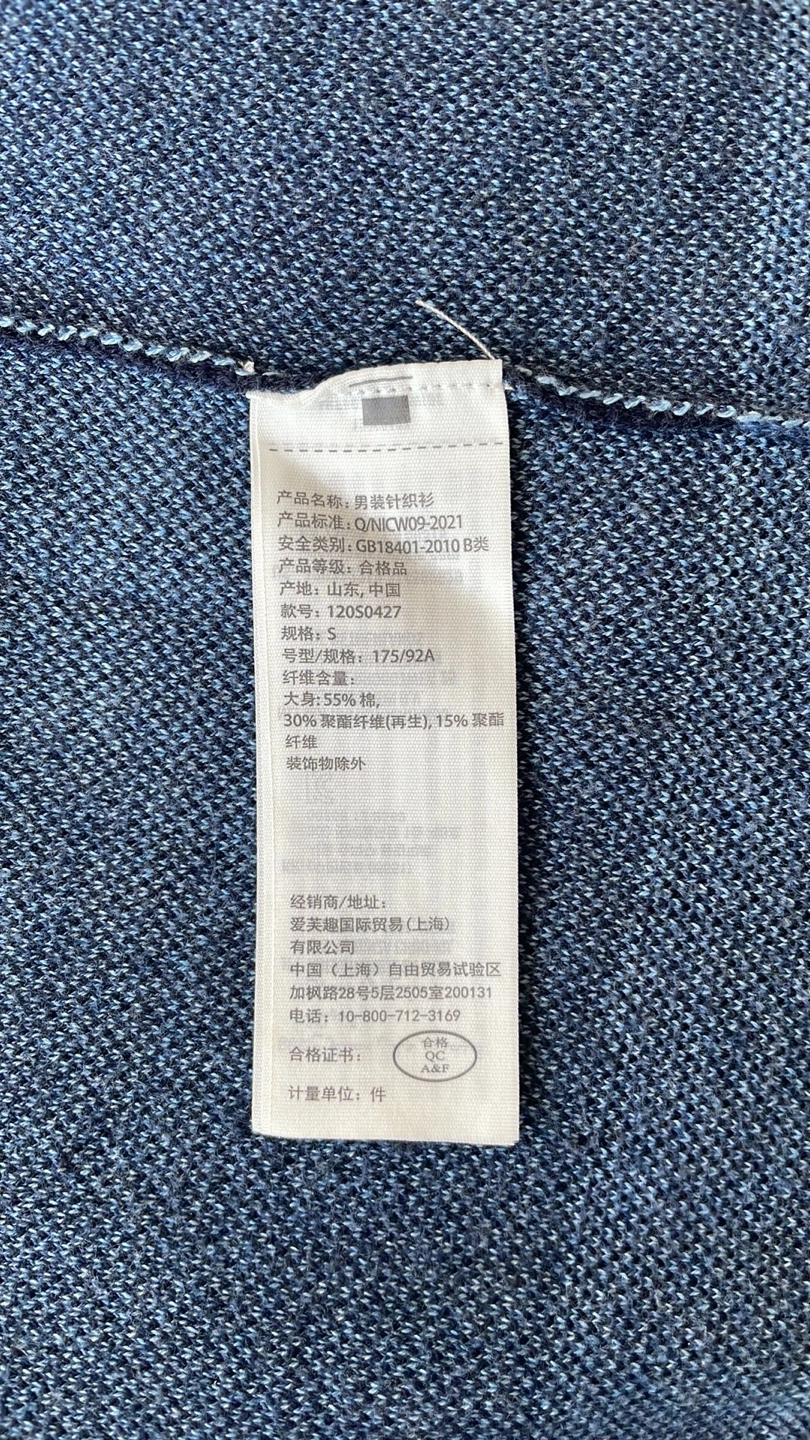 产品名称：男装针织衫
产品标准：Q/NICW09-2021
安全类别：GB18401-2010 B类
产品等级：合格品
产地：山东, 中国
款号：120S0427
规格：S
号型/规格：175/92A
纤维含量：
大身: 55% 棉,
30% 聚酯纤维(再生), 15% 聚酯
纤维
装饰物除外
经销商/地址：
爱芙趣国际贸易(上海)
有限公司
中国（上海）自由贸易试验区
加枫路28号5层2505室200131
电话：10-800-712-3169
合格证书：
合格
QC
A&F
计量单位：件